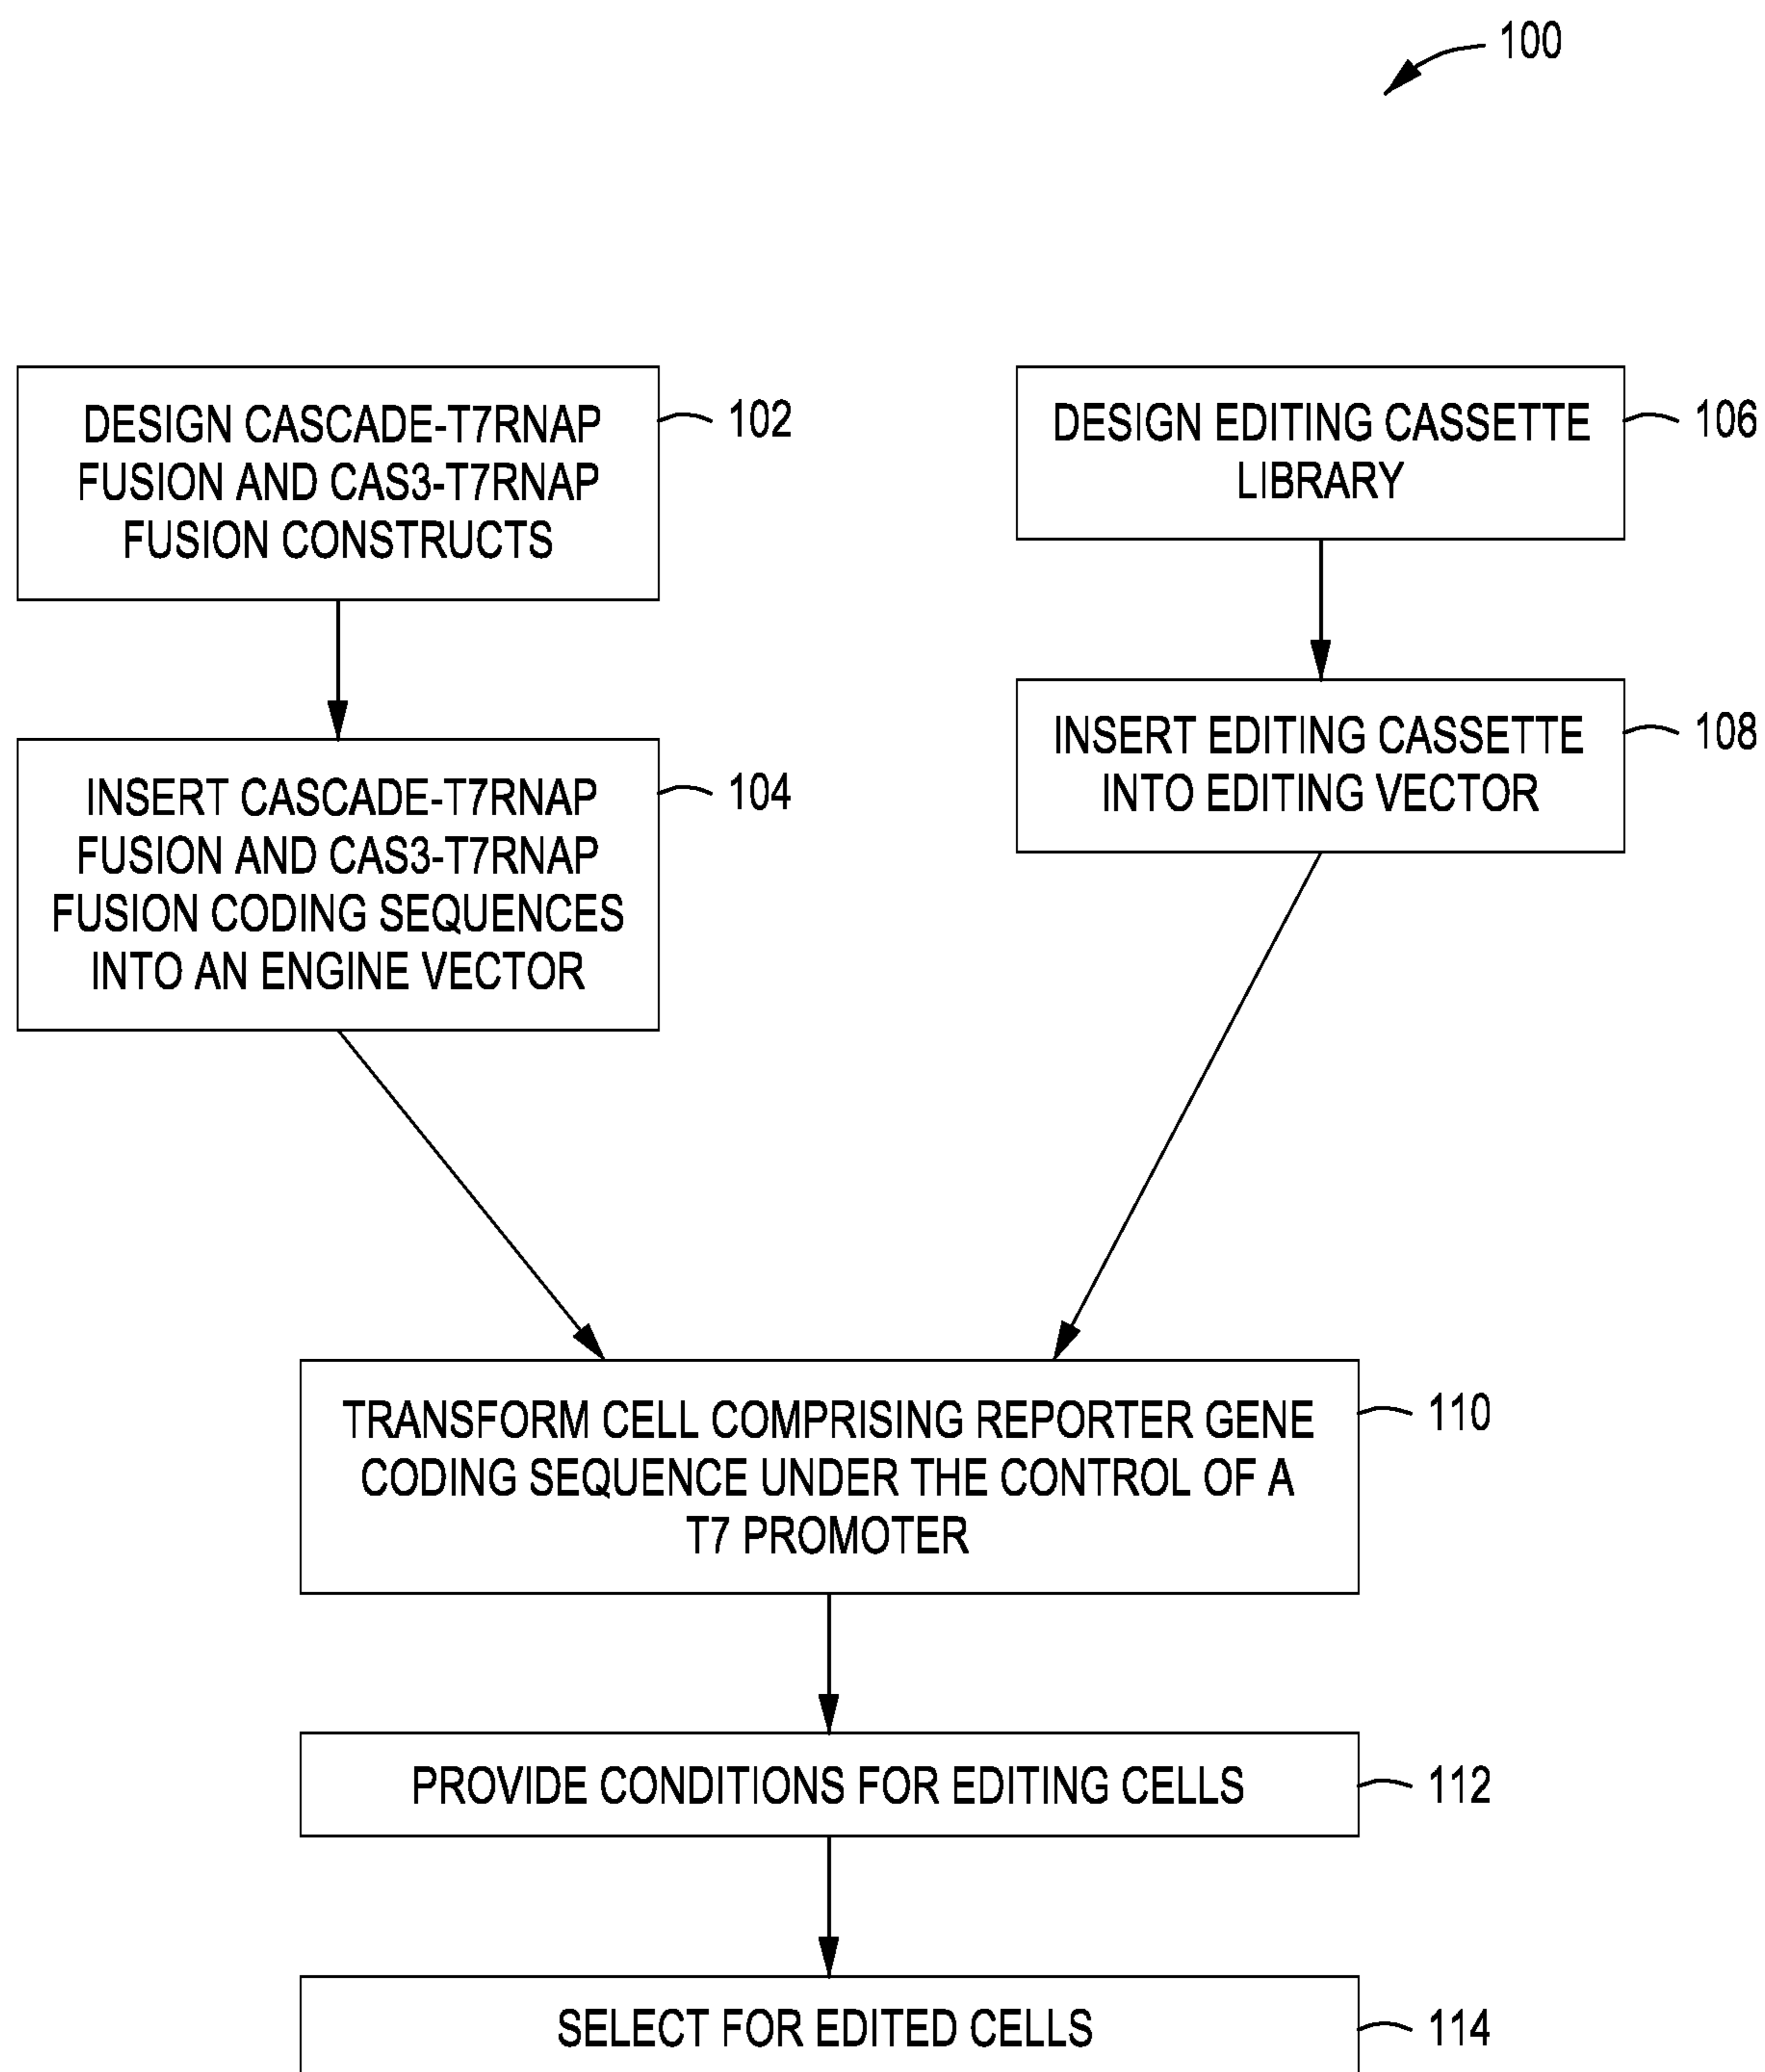 100
DESIGN CASCADE-T7RNAP
FUSION AND CAS3-T7RNAP
FUSION CONSTRUCTS
102
INSERT CASCADE-T7RNAP
FUSION AND CAS3-T7RNAP
FUSION CODING SEQUENCES
INTO AN ENGINE VECTOR
104
DESIGN EDITING CASSETTE
LIBRARY
106
INSERT EDITING CASSETTE
INTO EDITING VECTOR
108
TRANSFORM CELL COMPRISING REPORTER GENE
CODING SEQUENCE UNDER THE CONTROL OF A
T7 PROMOTER
110
PROVIDE CONDITIONS FOR EDITING CELLS
112
SELECT FOR EDITED CELLS
114